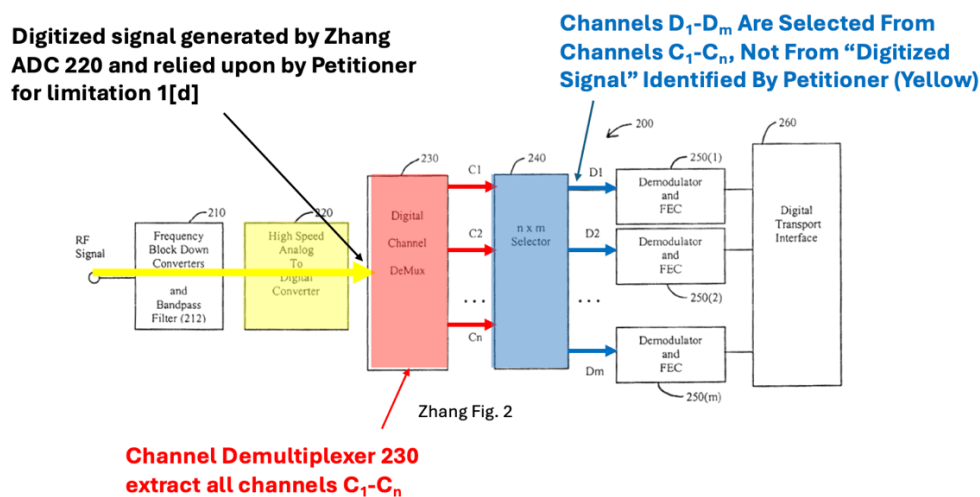 Digitized signal generated by Zhang
ADC 220 and relied upon by Petitioner
for limitation 1[d]
Channels D₁-Dₘ Are Selected From
Channels C₁-Cₙ, Not From “Digitized
Signal” Identified By Petitioner (Yellow)
200
260
230
240
250(1)
C1
D1
Digital
Channel
DeMux
n x m
Selector
Demodulator
and
FEC
Digital
Transport
Interface
210
220
RF
Signal
Frequency
Block Down
Converters
and
Bandpass
Filter (212)
High Speed
Analog
To
Digital
Converter
C2
D2
Demodulator
and
FEC
250(2)
...
...
Cn
Dm
Demodulator
and
FEC
250(m)
Zhang Fig. 2
Channel Demultiplexer 230
extract all channels C₁-Cₙ